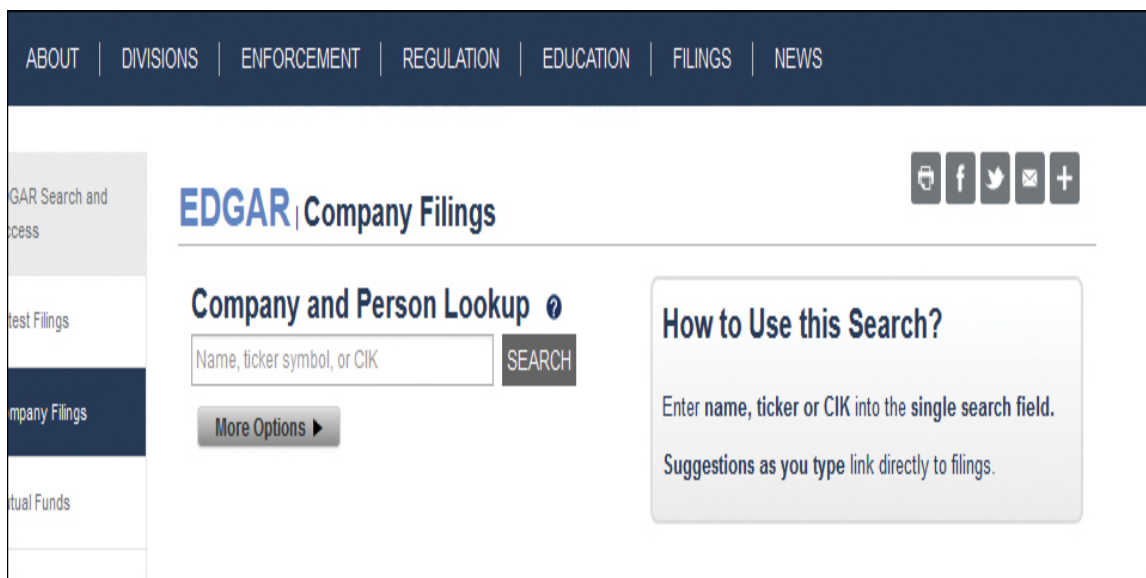 ABOUT | DIVISIONS | ENFORCEMENT | REGULATION | EDUCATION | FILINGS | NEWS
GAR Search and
ccess
test Filings
mpany Filings
tual Funds
EDGAR | Company Filings
Company and Person Lookup ?
Name, ticker symbol, or CIK
SEARCH
More Options
How to Use this Search?
Enter name, ticker or CIK into the single search field.
Suggestions as you type link directly to filings.